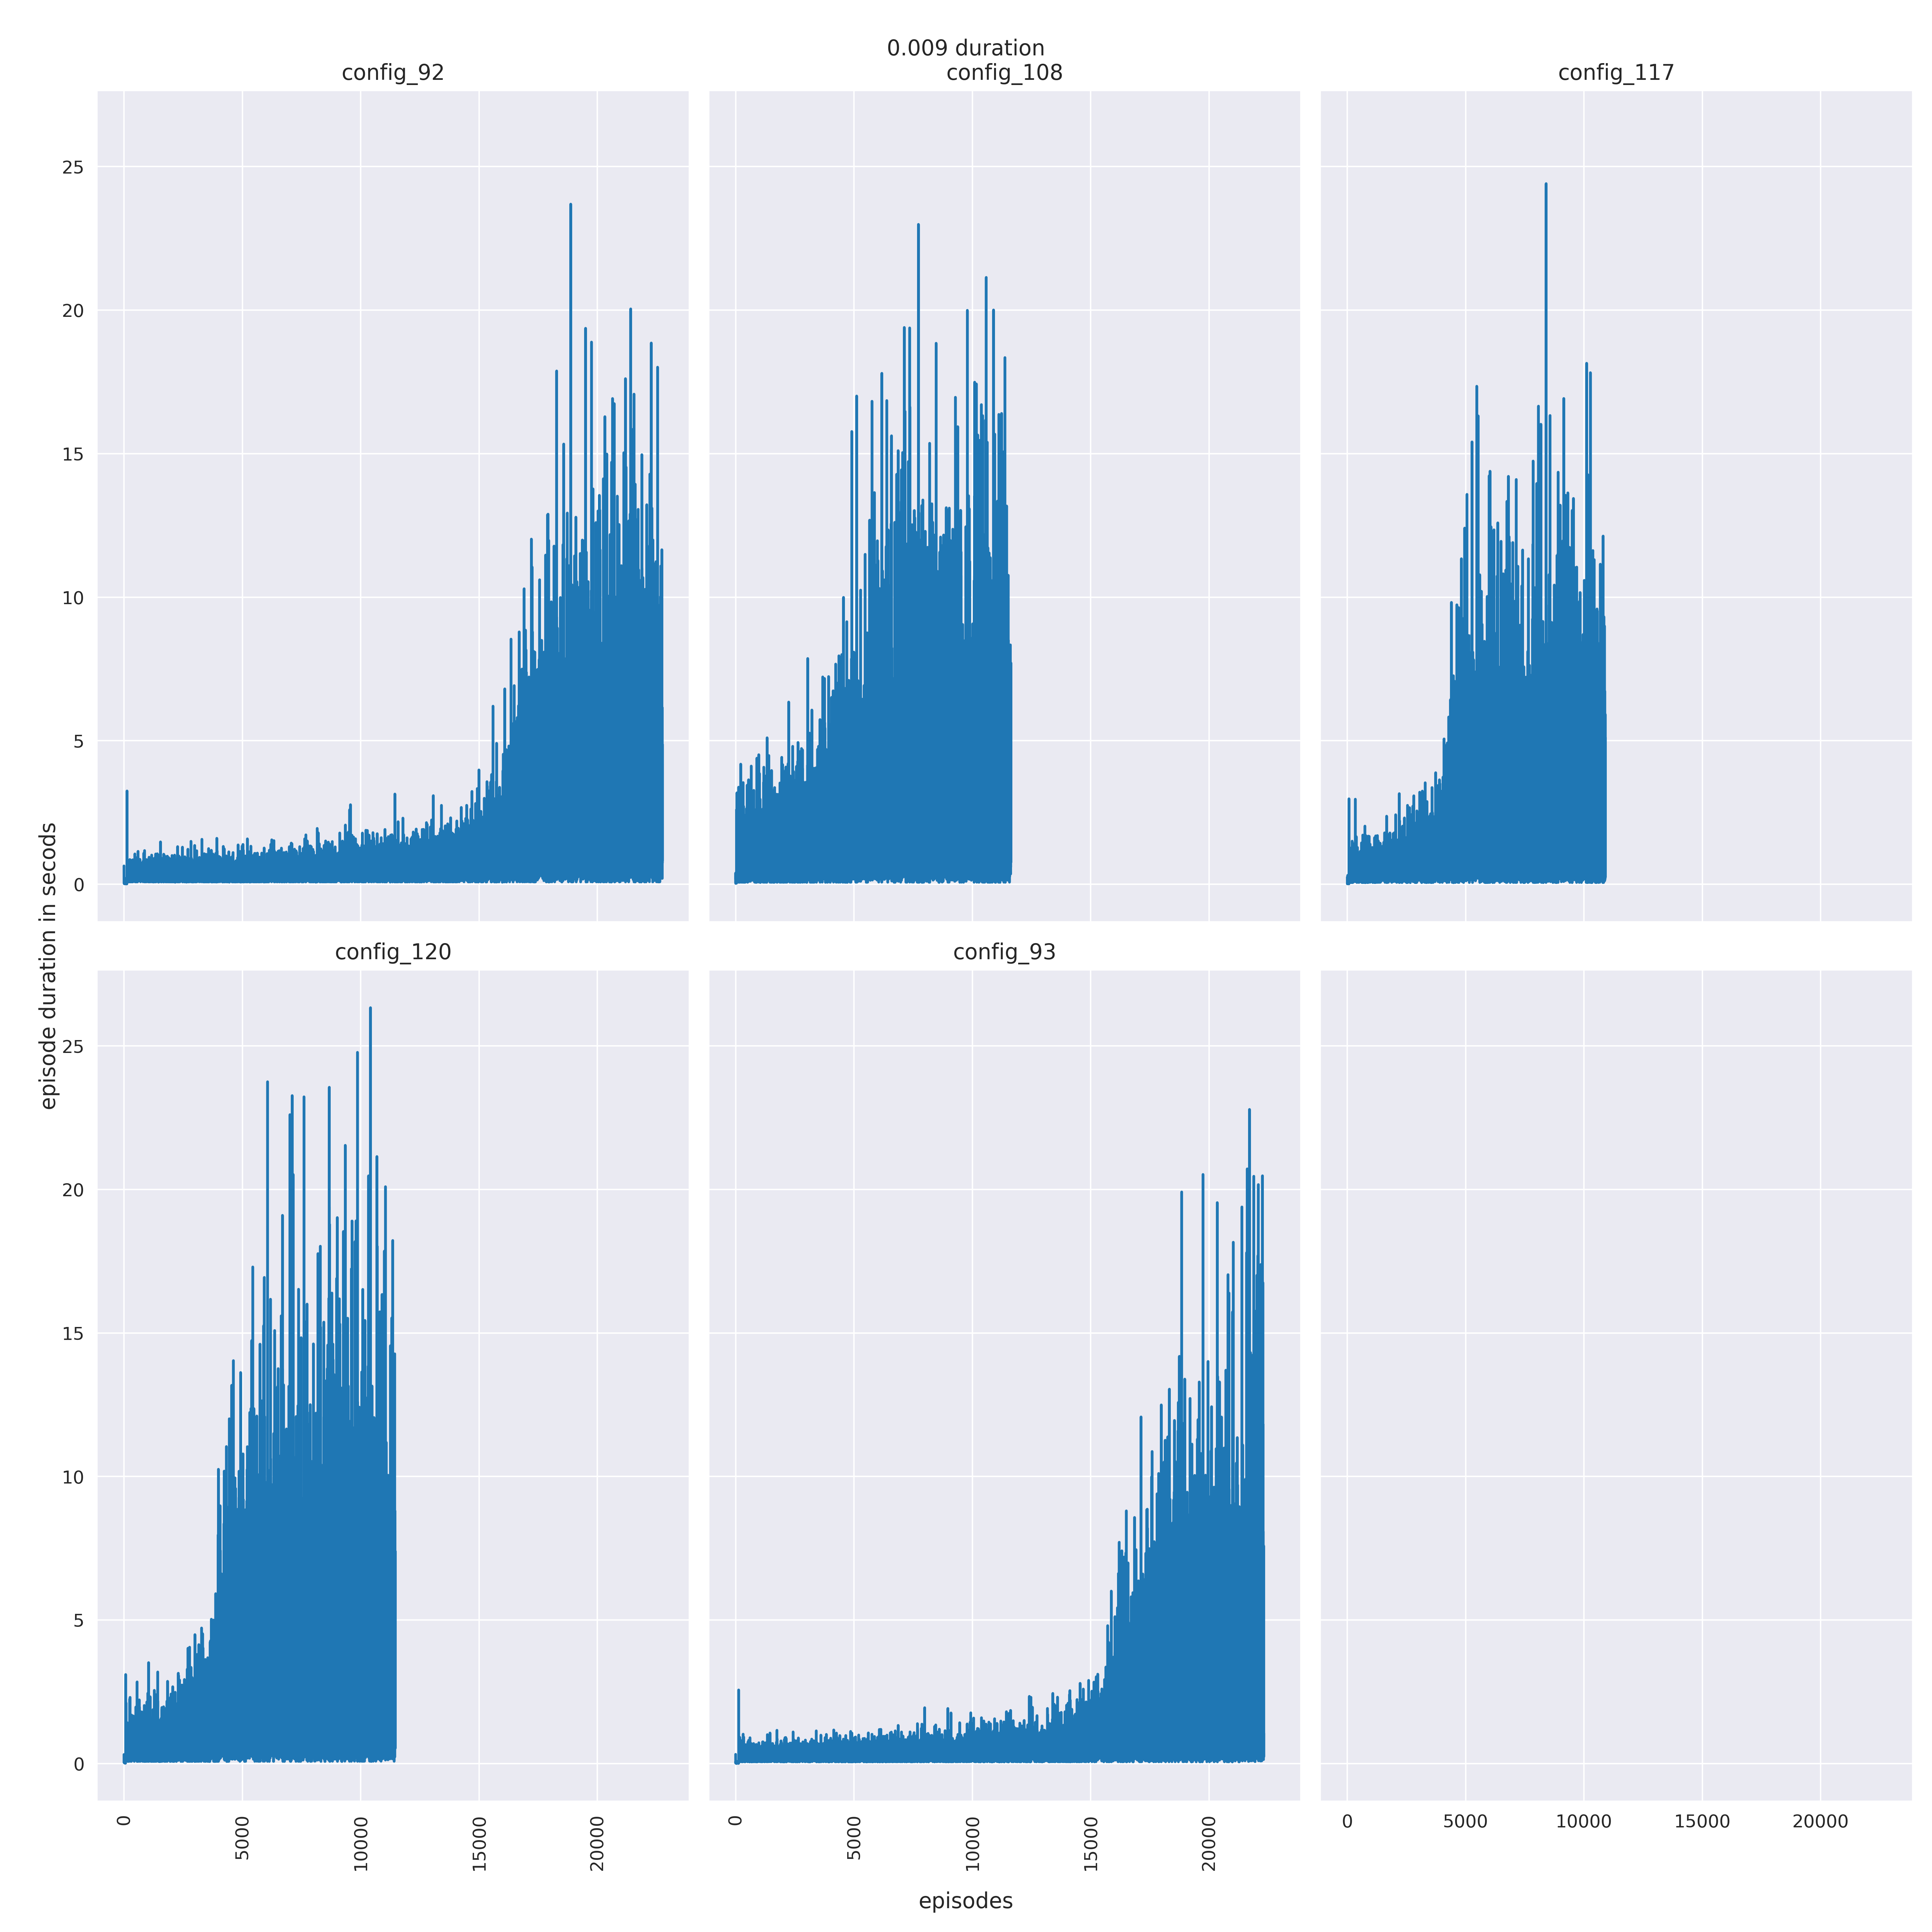 0.009 duration
config_92
config_108
config_117
25
20
15
10
5
0
episode duration in in secods
config_120
config_93
25
20
15
10
5
0
0 5000 10000 15000 20000
0 5000 10000 15000 20000
0 5000 10000 15000 20000
episodes